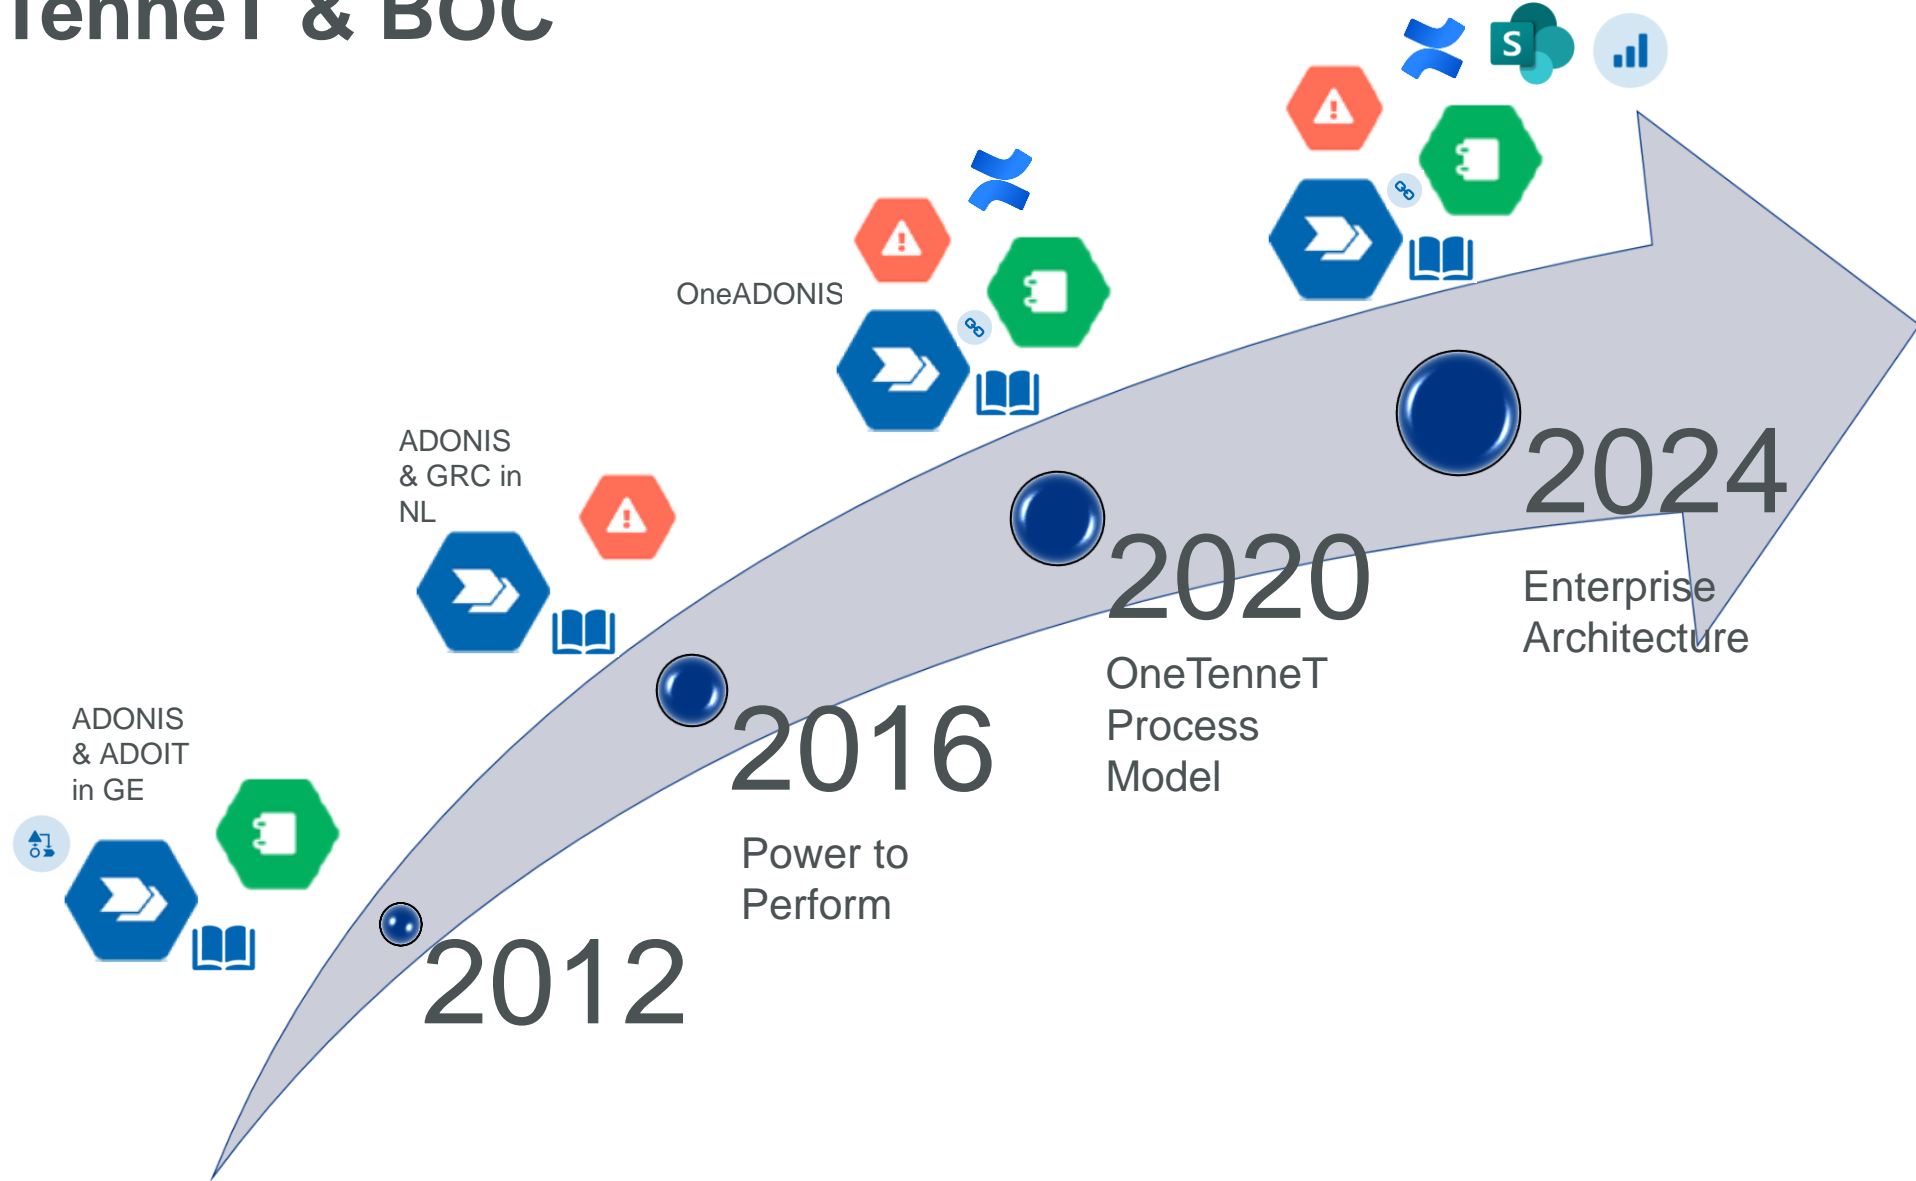 TenneT & BOC
S
OneADONIS
ADONIS
& GRC in
NL
2024
2020
Enterprise
Architecture
OneTenneT
Process
Model
ADONIS
& ADOIT
in GE
2016
Power to
Perform
2012